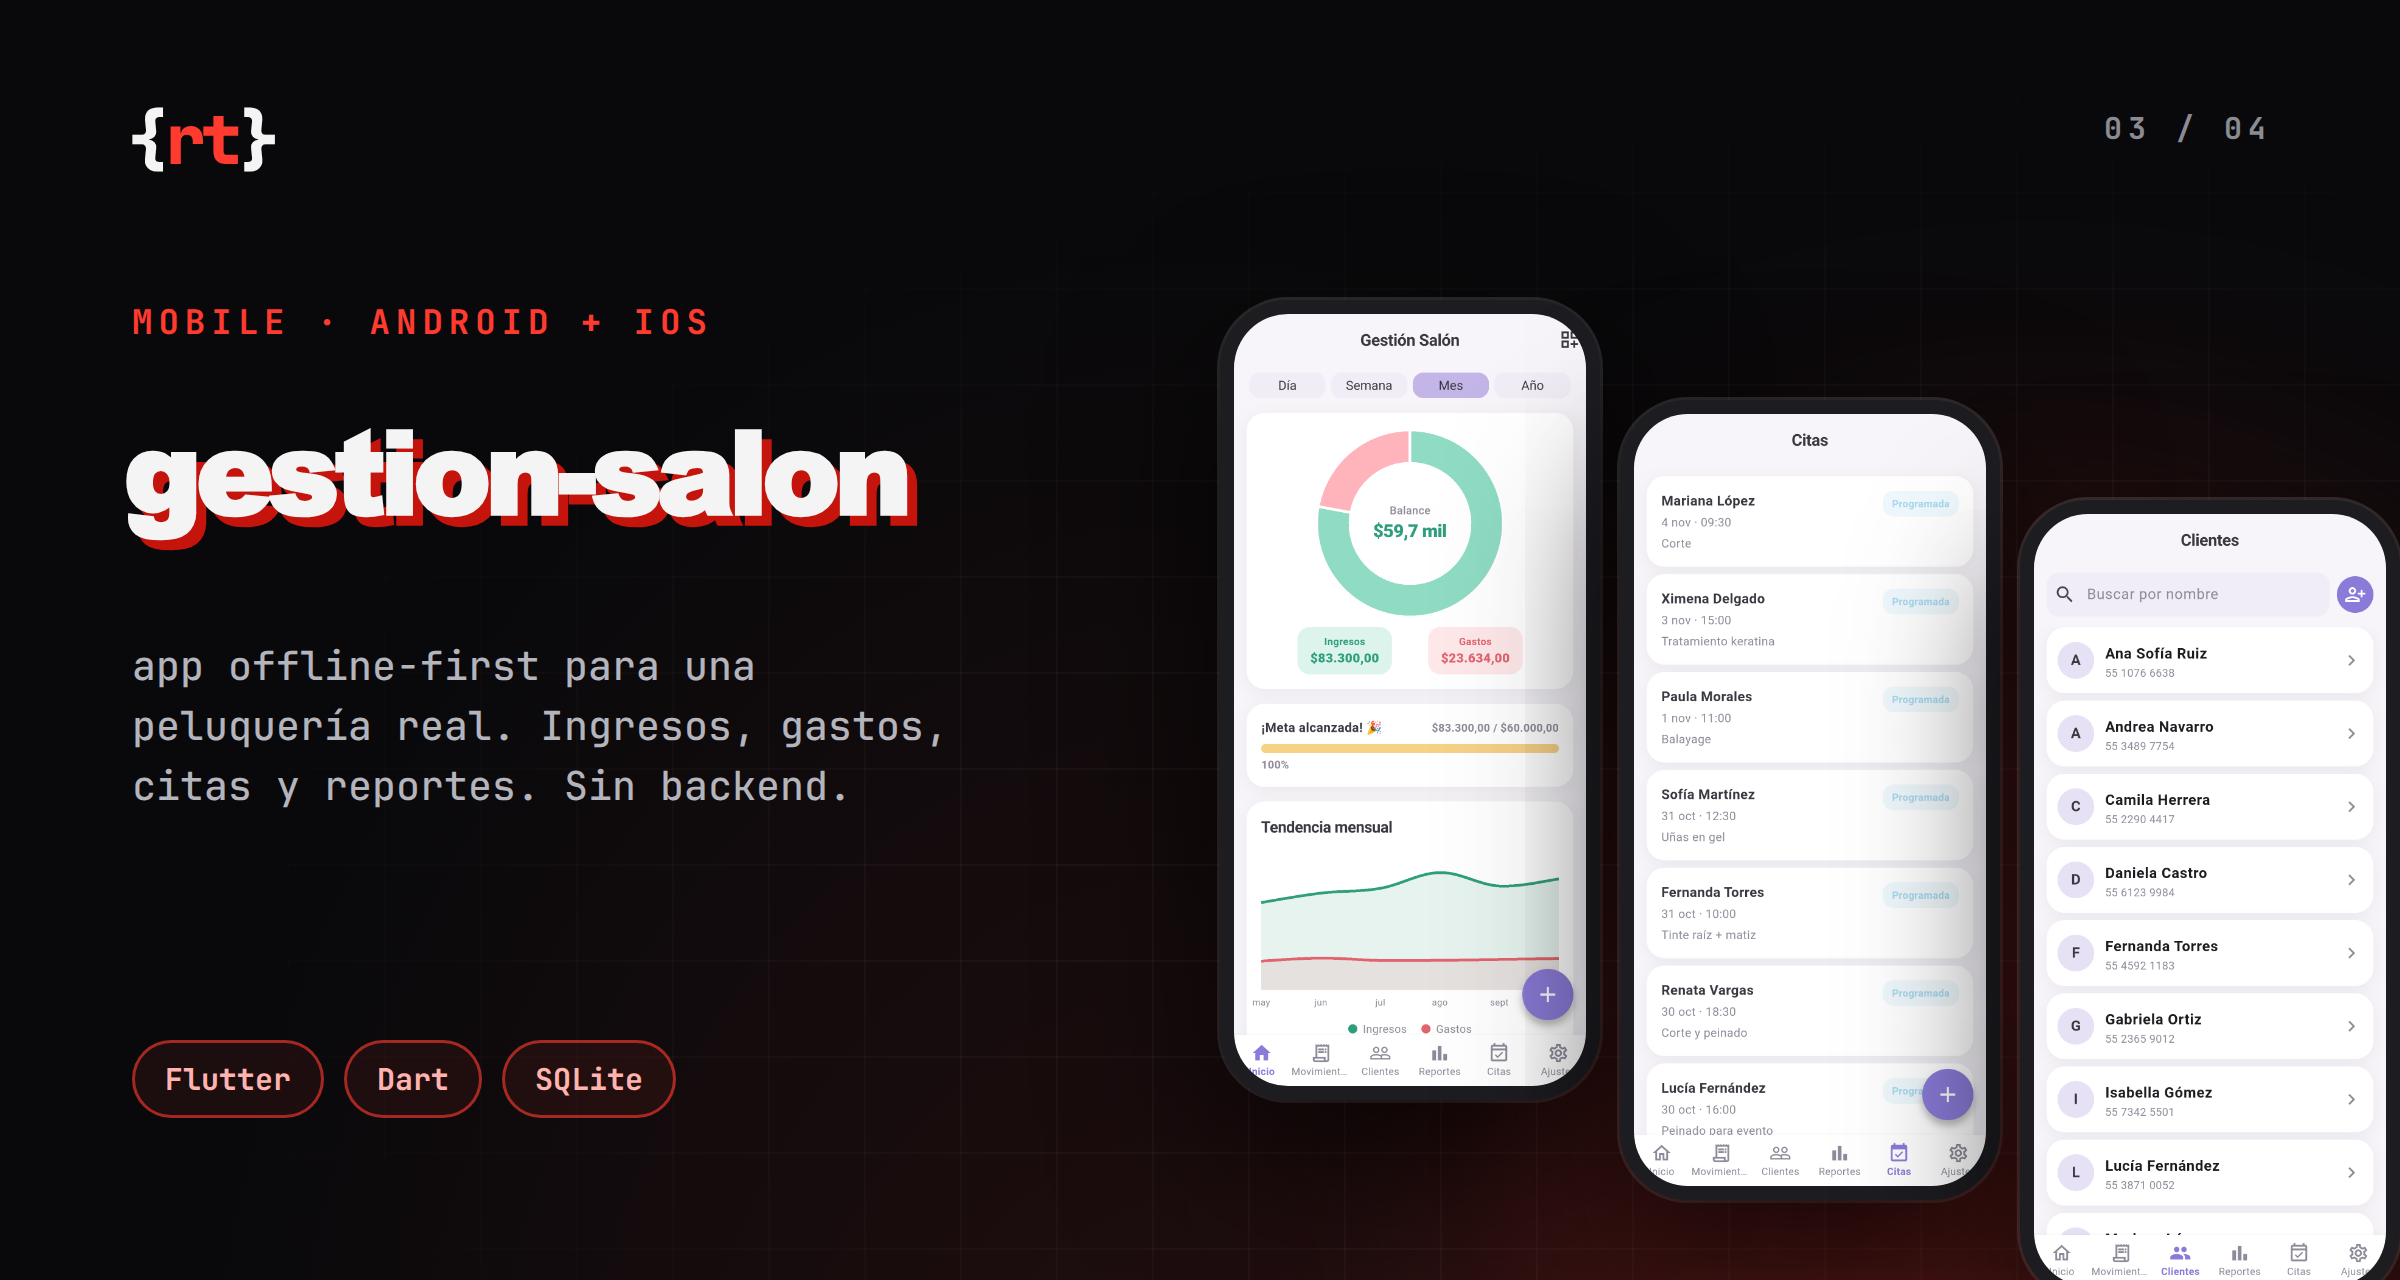 {rt}
03 / 04
MOBILE · ANDROID + IOS
gestion-salon
app offline-first para una
peluquería real. Ingresos, gastos,
citas y reportes. Sin backend.
Flutter
Dart
SQLite
Gestión Salón
Día
Semana
Mes
Año
Balance
$59,7 mil
Ingresos
$83.300,00
Gastos
$23.634,00
¡Meta alcanzada! 🎉
$83.300,00 / $60.000,00
100%
Tendencia mensual
may
jun
jul
ago
sept
Ingresos
Gastos
Movimient...
Clientes
Reportes
Citas
Citas
Mariana López
Programada
4 nov · 09:30
Corte
Ximena Delgado
Programada
3 nov · 15:00
Tratamiento keratina
Paula Morales
Programada
1 nov · 11:00
Balayage
Sofía Martínez
Programada
31 oct · 12:30
Uñas en gel
Fernanda Torres
Programada
31 oct · 10:00
Tinte raíz + matiz
Renata Vargas
Programada
30 oct · 18:30
Corte y peinado
Lucía Fernández
30 oct · 16:00
Peinado para evento
Movimient...
Clientes
Reportes
Citas
Clientes
Buscar por nombre
A
Ana Sofía Ruiz
55 1076 6638
A
Andrea Navarro
55 3489 7754
C
Camila Herrera
55 2290 4417
D
Daniela Castro
55 6123 9984
F
Fernanda Torres
55 4592 1183
G
Gabriela Ortiz
55 2365 9012
I
Isabella Gómez
55 7342 5501
L
Lucía Fernández
55 3871 0052
Movimient...
Clientes
Reportes
Citas